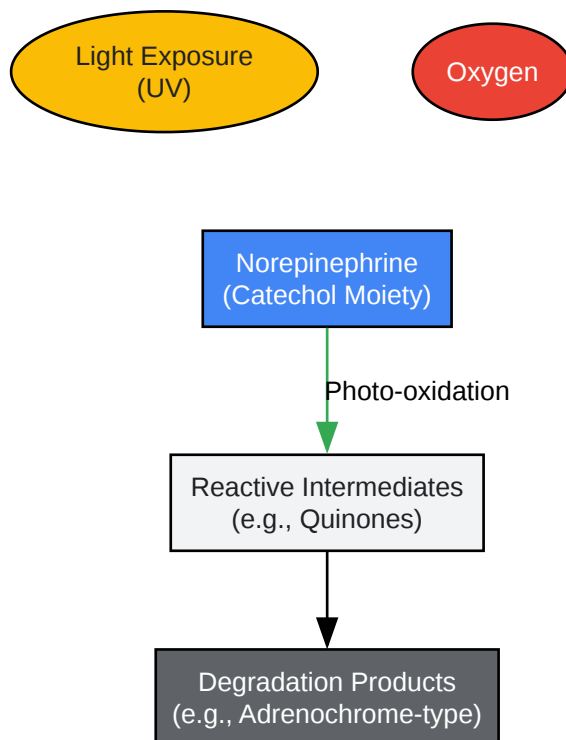 Light Exposure
(UV)
Oxygen
Norepinephrine
(Catechol Moiety)
Photo-oxidation
Reactive Intermediates
(e.g., Quinones)
Degradation Products
(e.g., Adrenochrome-type)